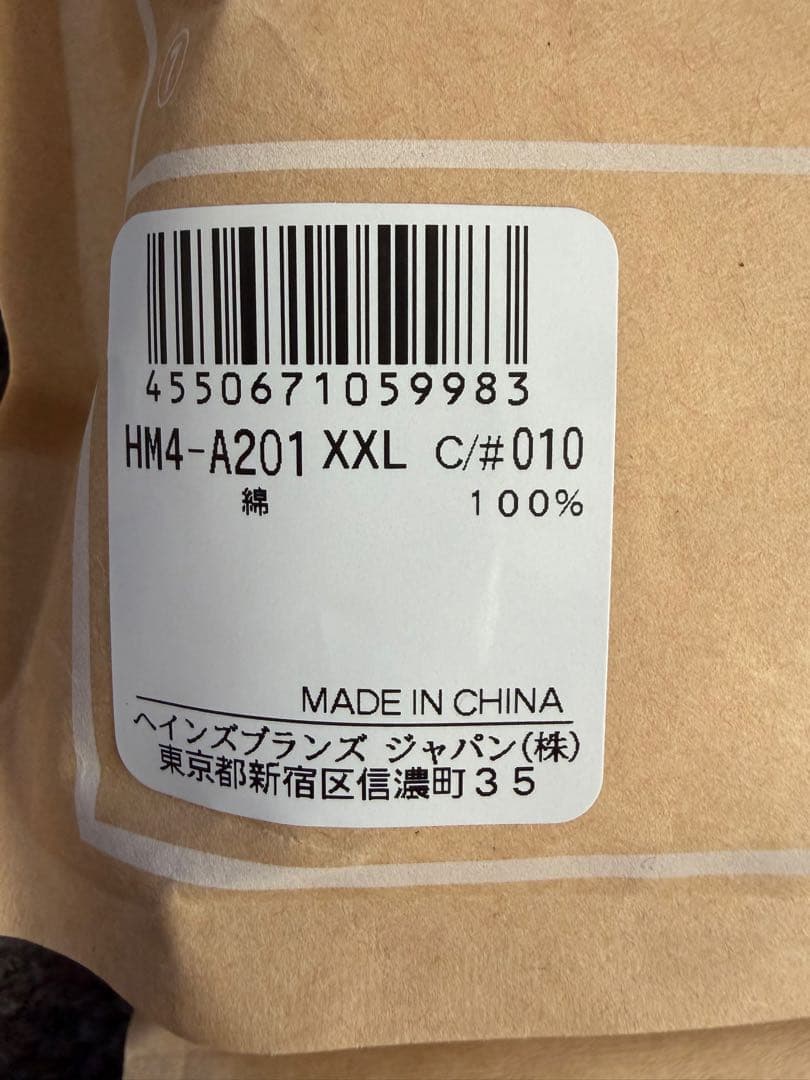 4550671059983
HM4-A201 XXL C/#010
綿 100%
MADE IN CHINA
ヘインズブランズ ジャパン(株)
東京都新宿区信濃町35